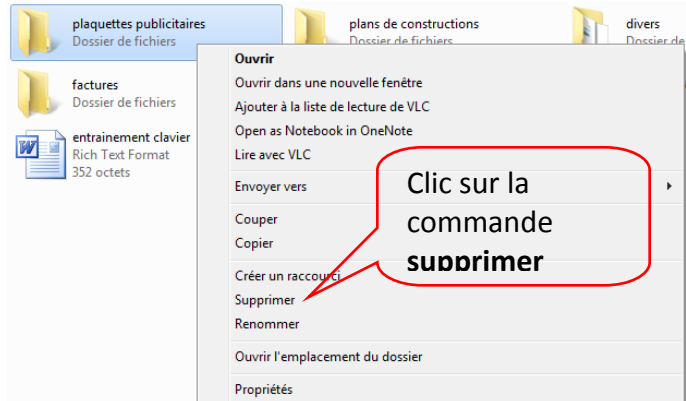 plaquettes publicitaires
Dossier de fichiers
plans de constructions
Dossier de fichiers
divers
Dossier de
factures
Dossier de fichiers
entrainement clavier
Rich Text Format
352 octets
Ouvrir
Ouvrir dans une nouvelle fenêtre
Ajouter à la liste de lecture de VLC
Open as Notebook in OneNote
Lire avec VLC
Envoyer vers
Couper
Copier
Créer un raccourci
Supprimer
Renommer
Ouvrir l'emplacement du dossier
Propriétés
Clic sur la
commande
supprimer